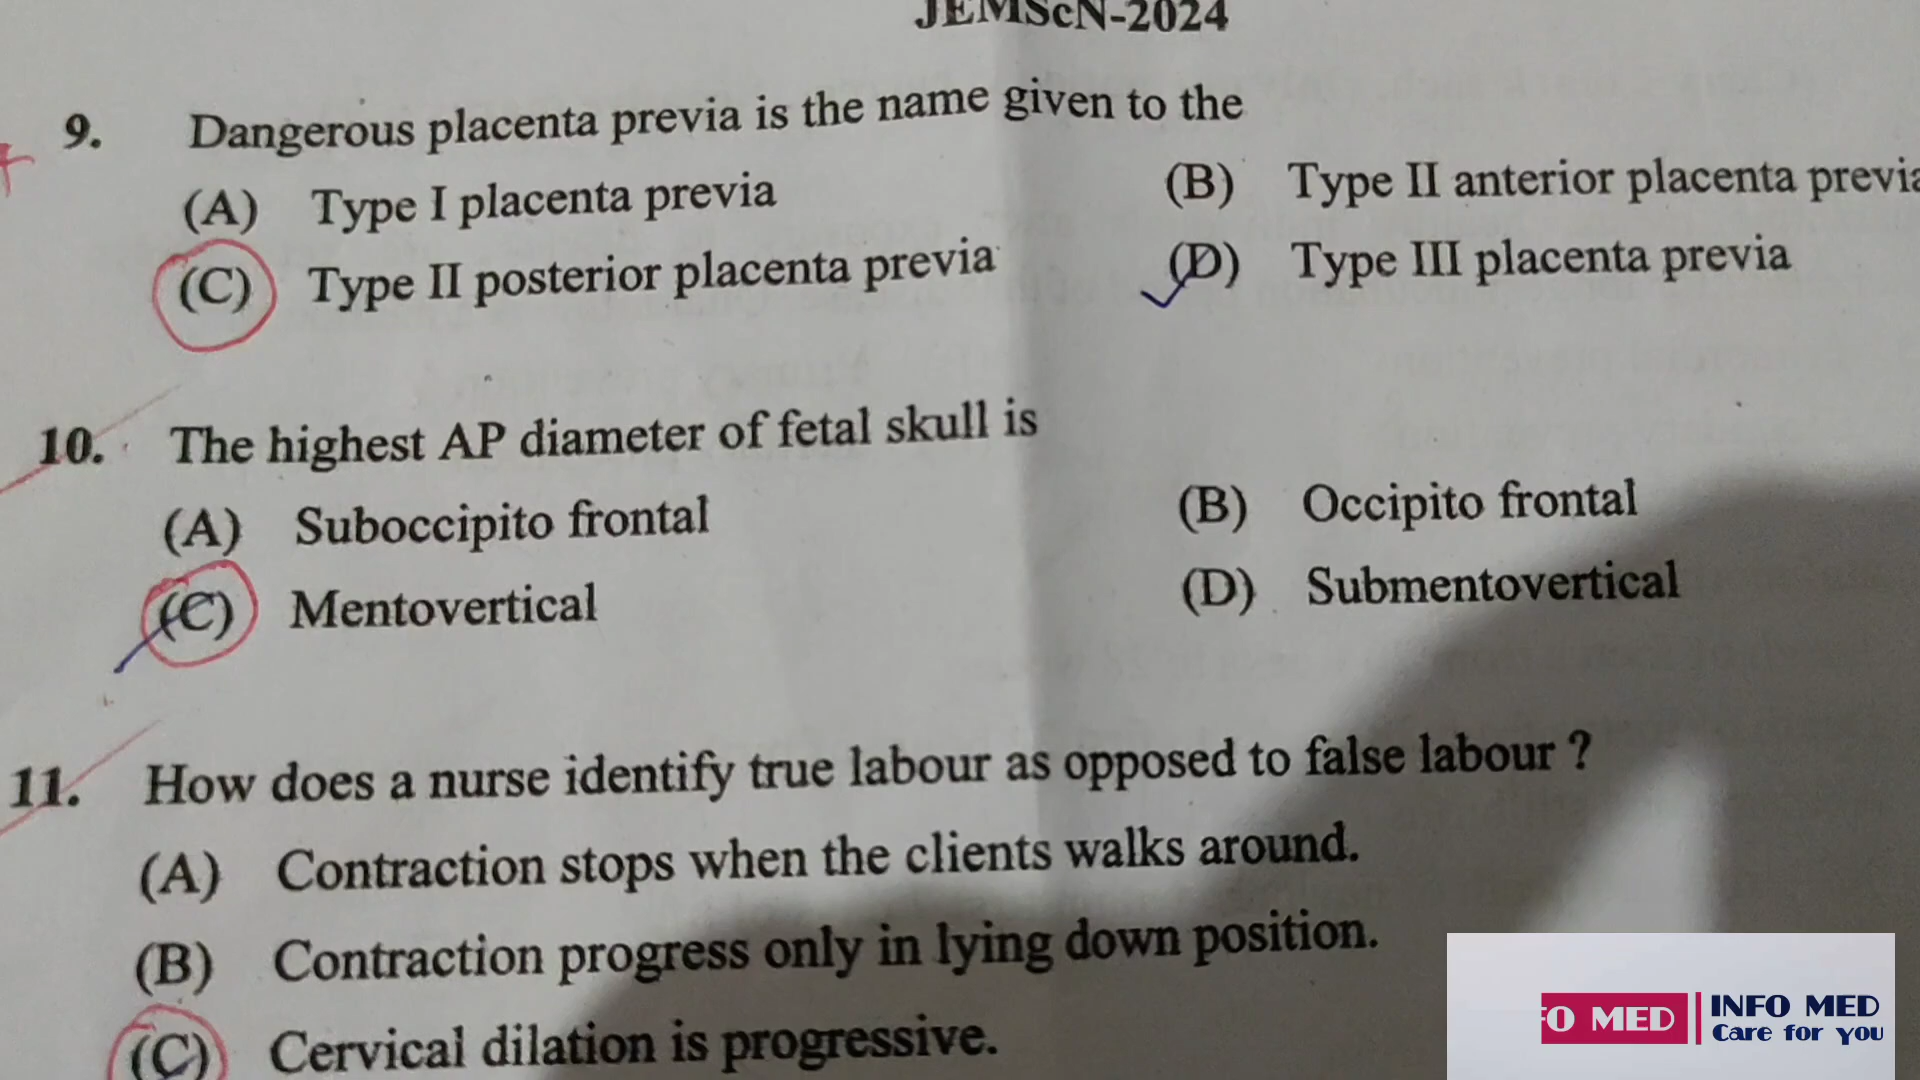 JEMScN-2024
9. Dangerous placenta previa is the name given to the
(A) Type I placenta previa (B) Type II anterior placenta previa
(C) Type II posterior placenta previa (D) Type III placenta previa
10. The highest AP diameter of fetal skull is
(A) Suboccipito frontal (B) Occipito frontal
(C) Mentovertical (D) Submentovertical
11. How does a nurse identify true labour as opposed to false labour ?
(A) Contraction stops when the clients walks around.
(B) Contraction progress only in lying down position.
(C) Cervical dilation is progressive.
O MED INFO MED
Care for you